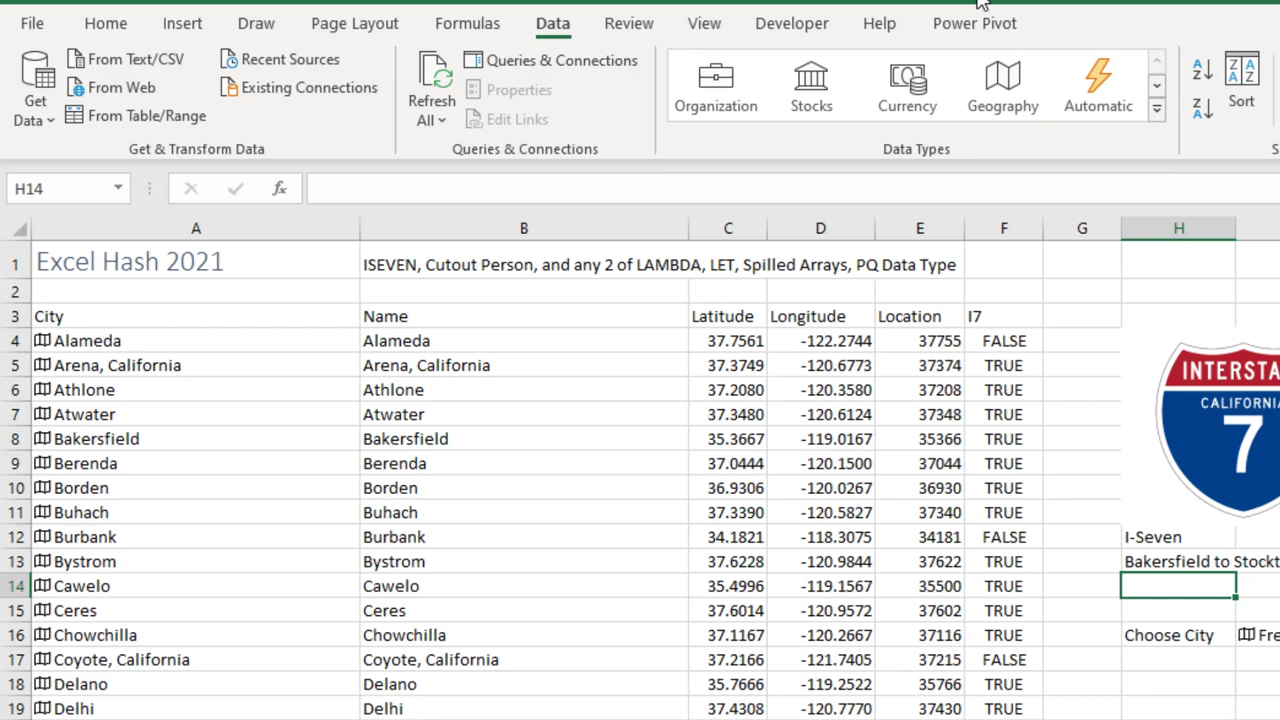 File Home Insert Draw Page Layout Formulas Data Review View Developer Help Power Pivot
Get Data
From Text/CSV
From Web
From Table/Range
Recent Sources
Existing Connections
Get & Transform Data
Refresh All
Queries & Connections
Properties
Edit Links
Queries & Connections
Organization Stocks Currency Geography Automatic
Data Types
A Z
Z A
Z A A Z
Sort
S
H14 fx
A B C D E F G H
1 Excel Hash 2021 ISEVEN, Cutout Person, and any 2 of LAMBDA, LET, Spilled Arrays, PQ Data Type
2
3 City Name Latitude Longitude Location I7
4 Alameda Alameda 37.7561 -122.2744 37755 FALSE
5 Arena, California Arena, California 37.3749 -120.6773 37374 TRUE
6 Athlone Athlone 37.2080 -120.3580 37208 TRUE
7 Atwater Atwater 37.3480 -120.6124 37348 TRUE
8 Bakersfield Bakersfield 35.3667 -119.0167 35366 TRUE
9 Berenda Berenda 37.0444 -120.1500 37044 TRUE
10 Borden Borden 36.9306 -120.0267 36930 TRUE
11 Buhach Buhach 37.3390 -120.5827 37340 TRUE
12 Burbank Burbank 34.1821 -118.3075 34181 FALSE I-Seven
13 Bystrom Bystrom 37.6228 -120.9844 37622 TRUE Bakersfield to Stockt
14 Cawelo Cawelo 35.4996 -119.1567 35500 TRUE
15 Ceres Ceres 37.6014 -120.9572 37602 TRUE
16 Chowchilla Chowchilla 37.1167 -120.2667 37116 TRUE Choose City Fre
17 Coyote, California Coyote, California 37.2166 -121.7405 37215 FALSE
18 Delano Delano 35.7666 -119.2522 35766 TRUE
19 Delhi Delhi 37.4308 -120.7770 37430 TRUE
INTERSTA
CALIFORNIA
7